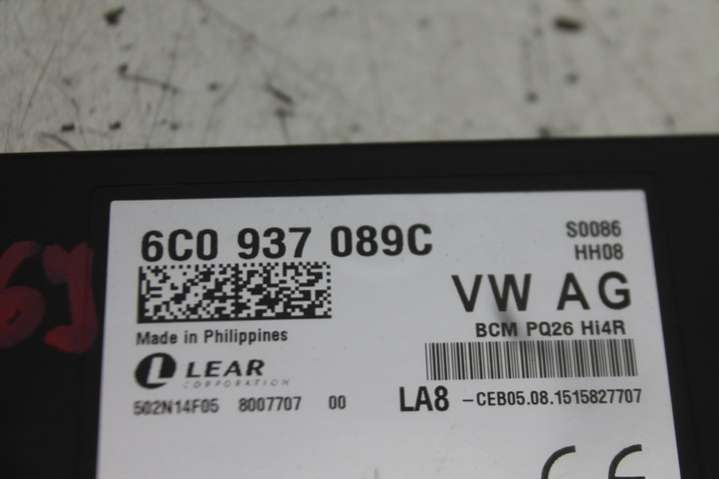 6C0 937 089C
S0086
HH08
VW AG
BCM PQ26 Hi4R
Made in Philippines
LEAR
CORPORATION
502N14F05 8007707 00
LA8 -CEB05.08.1515827707
CE